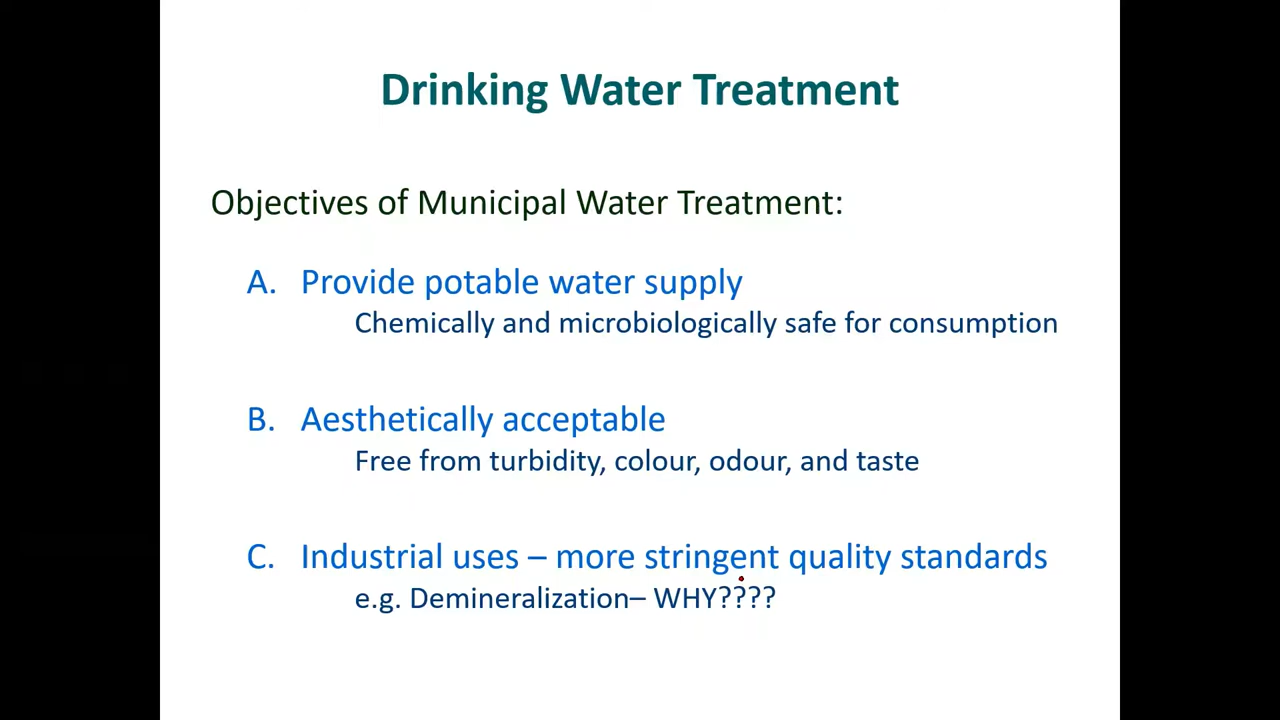 Drinking Water Treatment
Objectives of Municipal Water Treatment:
A. Provide potable water supply
Chemically and microbiologically safe for consumption
B. Aesthetically acceptable
Free from turbidity, colour, odour, and taste
C. Industrial uses – more stringent quality standards
e.g. Demineralization– WHY????